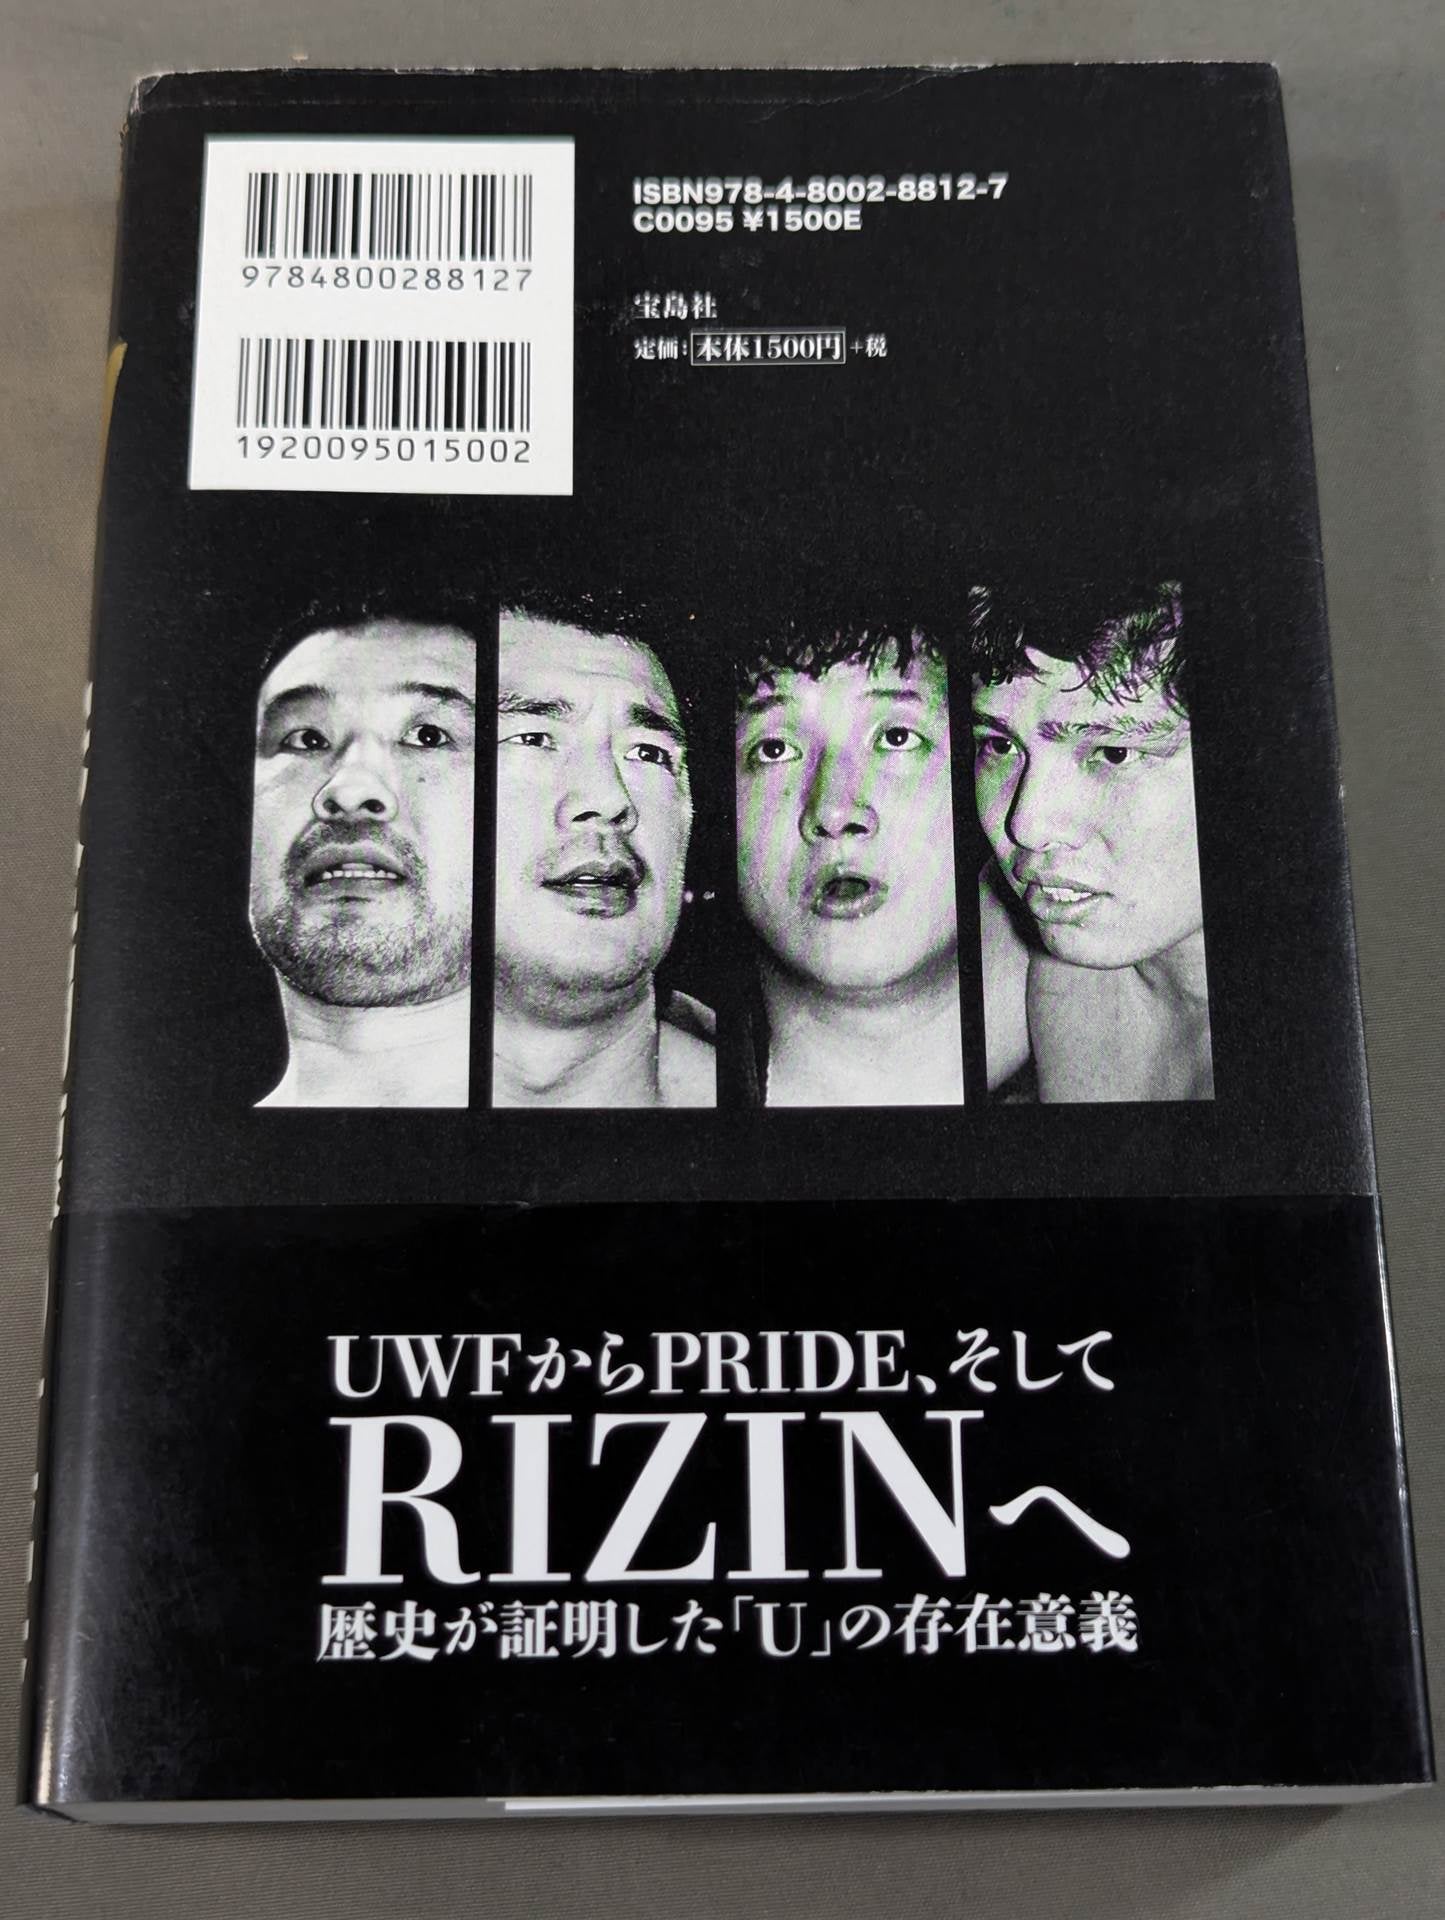 9784800288127
1920095015002
ISBN978-4-8002-8812-7
C0095 ¥1500E
宝島社
定価:本体1500円+税
UWFからPRIDE、そして
RIZINへ
歴史が証明した「U」の存在意義